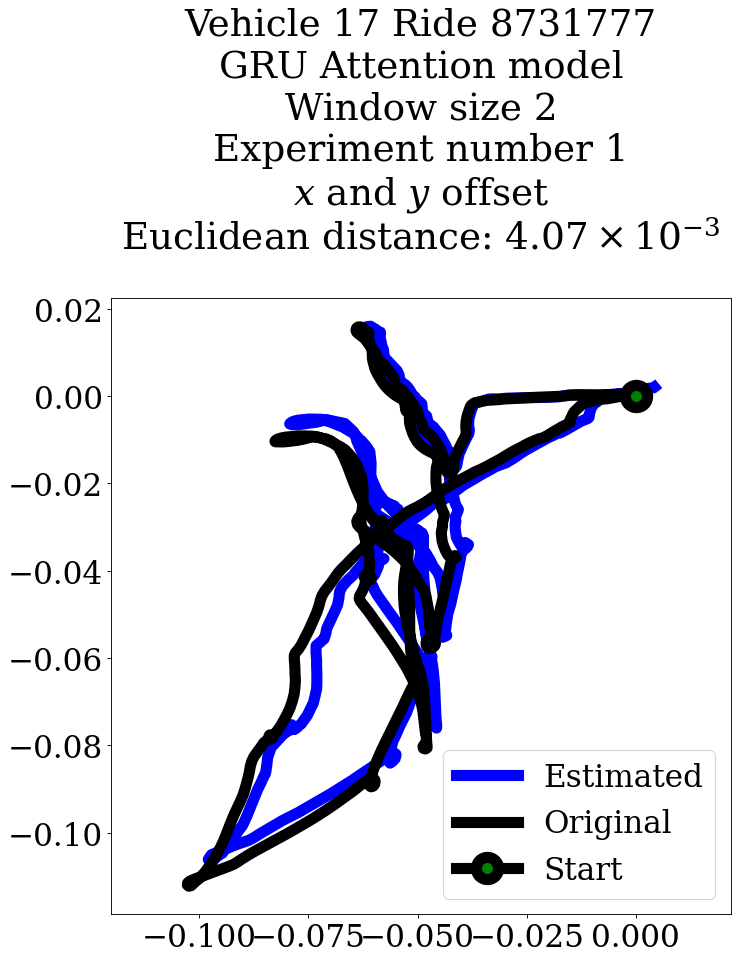 Vehicle 17 Ride 8731777
GRU Attention model
Window size 2
Experiment number 1
x and y offset
Euclidean distance: 4.07 × 10⁻³
0.02
0.00
−0.02
−0.04
−0.06
−0.08
−0.10
Estimated
Original
Start
−0.100 −0.075 −0.050 −0.025 0.000